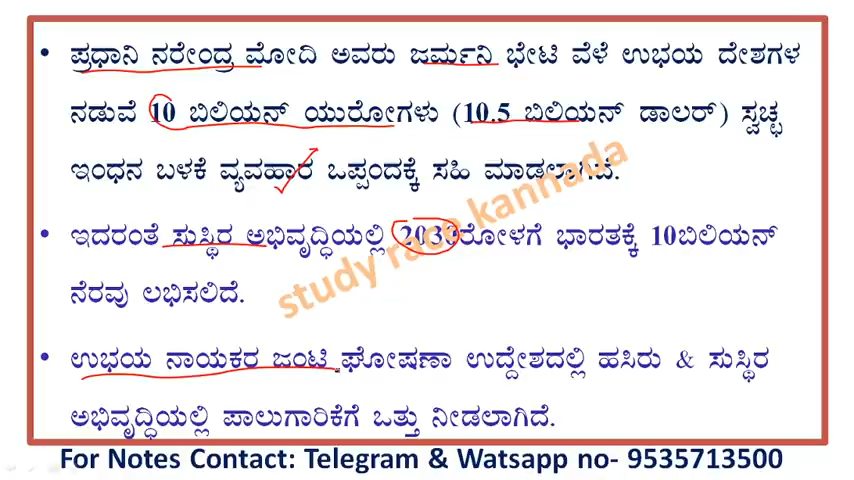 • ಪ್ರಧಾನಿ ನರೇಂದ್ರ ಮೋದಿ ಅವರು ಜರ್ಮನಿ ಭೇಟಿ ವೆಳೆ ಉಭಯ ದೇಶಗಳ
ನಡುವೆ 10 ಬಿಲಿಯನ್ ಯುರೋಗಳು (10.5 ಬಿಲಿಯನ್ ಡಾಲರ್) ಸ್ವಚ್ಛ
ಇಂಧನ ಬಳಕೆ ವ್ಯವಹಾರ ಒಪ್ಪಂದಕ್ಕೆ ಸಹಿ ಮಾಡಲಾಗಿದೆ.
• ಇದರಂತೆ ಸುಸ್ಥಿರ ಅಭಿವೃದ್ಧಿಯಲ್ಲಿ 2030ರೋಳಗೆ ಭಾರತಕ್ಕೆ 10ಬಿಲಿಯನ್
ನೆರವು ಲಭಿಸಲಿದೆ.
• ಉಭಯ ನಾಯಕರ ಜಂಟಿ ಘೋಷಣಾ ಉದ್ದೇಶದಲ್ಲಿ ಹಸಿರು & ಸುಸ್ಥಿರ
ಅಭಿವೃದ್ಧಿಯಲ್ಲಿ ಪಾಲುಗಾರಿಕೆಗೆ ಒತ್ತು ನೀಡಲಾಗಿದೆ.
study race kannada
For Notes Contact: Telegram & Watsapp no- 9535713500